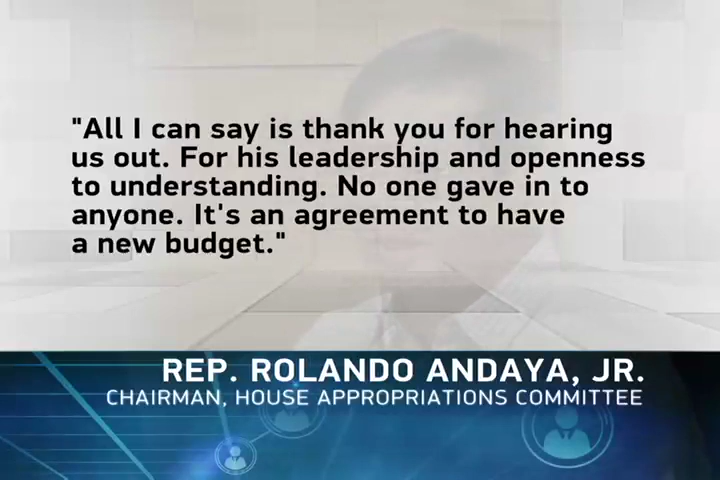 "All I can say is thank you for hearing
us out. For his leadership and openness
to understanding. No one gave in to
anyone. It's an agreement to have
a new budget."
REP. ROLANDO ANDAYA, JR.
CHAIRMAN, HOUSE APPROPRIATIONS COMMITTEE